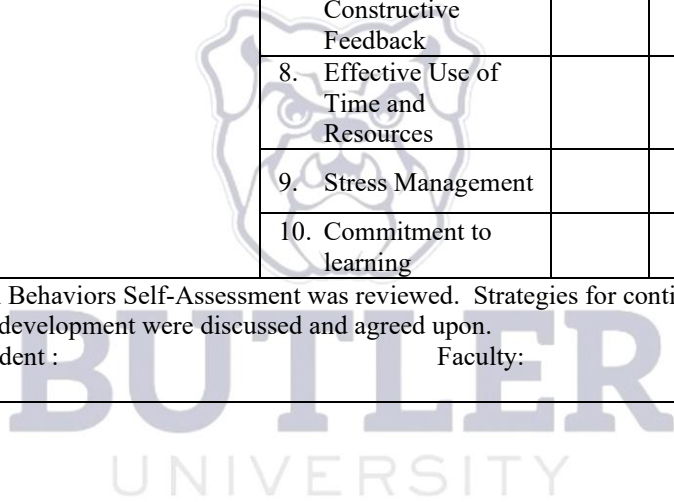 Constructive
Feedback
8. Effective Use of
Time and
Resources
9. Stress Management
10. Commitment to
learning
Behaviors Self-Assessment was reviewed. Strategies for conti
development were discussed and agreed upon.
dent : Faculty:
BUTLER
UNIVERSITY